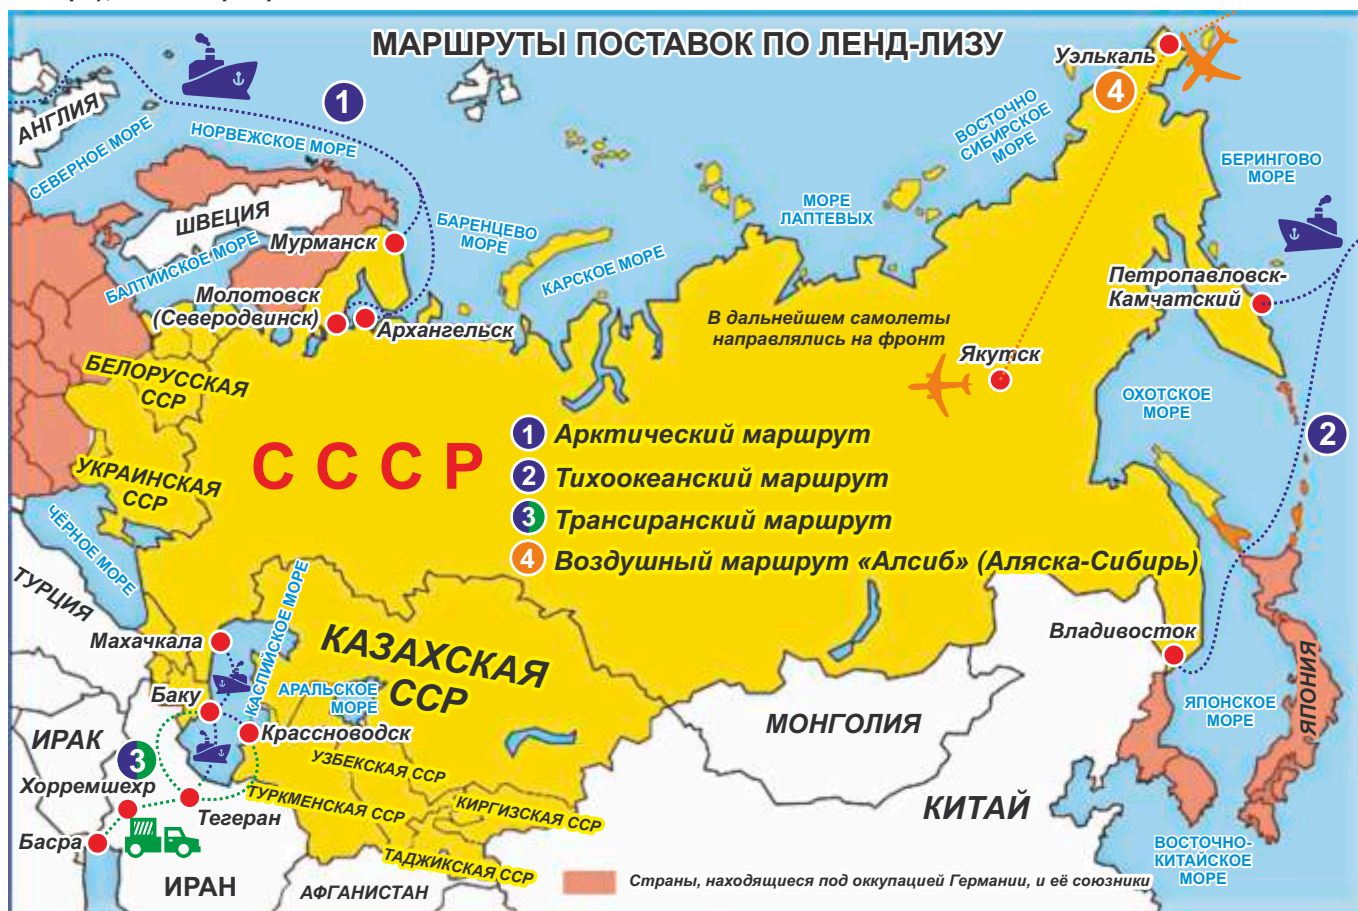 МАРШРУТЫ ПОСТАВОК ПО ЛЕНД-ЛИЗУ
Уэлькаль
4
1
АНГЛИЯ
СЕВЕРНОЕ МОРЕ
НОРВЕЖСКОЕ МОРЕ
ВОСТОЧНО
СИБИРСКОЕ
МОРЕ
БЕРИНГОВО
МОРЕ
ШВЕЦИЯ
БАЛТИЙСКОЕ МОРЕ
Мурманск
БАРЕНЦЕВО
МОРЕ
КАРСКОЕ МОРЕ
МОРЕ
ЛАПТЕВЫХ
Петропавловск-
Камчатский
Молотовск
(Северодвинск)
Архангельск
В дальнейшем самолеты
направлялись на фронт
Якутск
БЕЛОРУССКАЯ
ССР
ОХОТСКОЕ
МОРЕ
2
УКРАИНСКАЯ
ССР
СССР
1 Арктический маршрут
2 Тихоокеанский маршрут
3 Трансиранский маршрут
4 Воздушный маршрут «Алсиб» (Аляска-Сибирь)
ЧЁРНОЕ МОРЕ
ТУРЦИЯ
Махачкала
КАСПИЙСКОЕ МОРЕ
КАЗАХСКАЯ
ССР
Владивосток
Баку
АРАЛЬСКОЕ
МОРЕ
Крассноводск
МОНГОЛИЯ
ЯПОНСКОЕ
МОРЕ
ЯПОНИЯ
ИРАК
3
УЗБЕКСКАЯ ССР
Хорремшехр
Тегеран
ТУРКМЕНСКАЯ ССР
КИРГИЗСКАЯ ССР
КИТАЙ
Басра
ТАДЖИКСКАЯ ССР
ВОСТОЧНО-
КИТАЙСКОЕ
МОРЕ
ИРАН
АФГАНИСТАН
Страны, находящиеся под оккупацией Германии, и её союзники